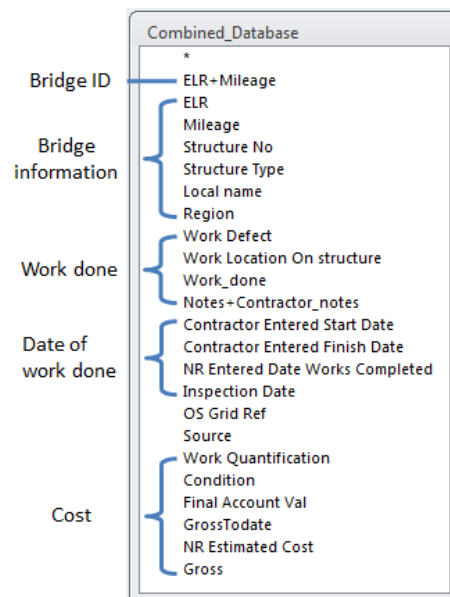 Combined_Database
*
Bridge ID
ELR+Mileage
ELR
Mileage
Bridge
information
Structure No
Structure Type
Local name
Region
Work done
Work Defect
Work Location On structure
Work_done
Notes+Contractor_notes
Date of
work done
Contractor Entered Start Date
Contractor Entered Finish Date
NR Entered Date Works Completed
Inspection Date
OS Grid Ref
Source
Cost
Work Quantification
Condition
Final Account Val
GrossTodate
NR Estimated Cost
Gross